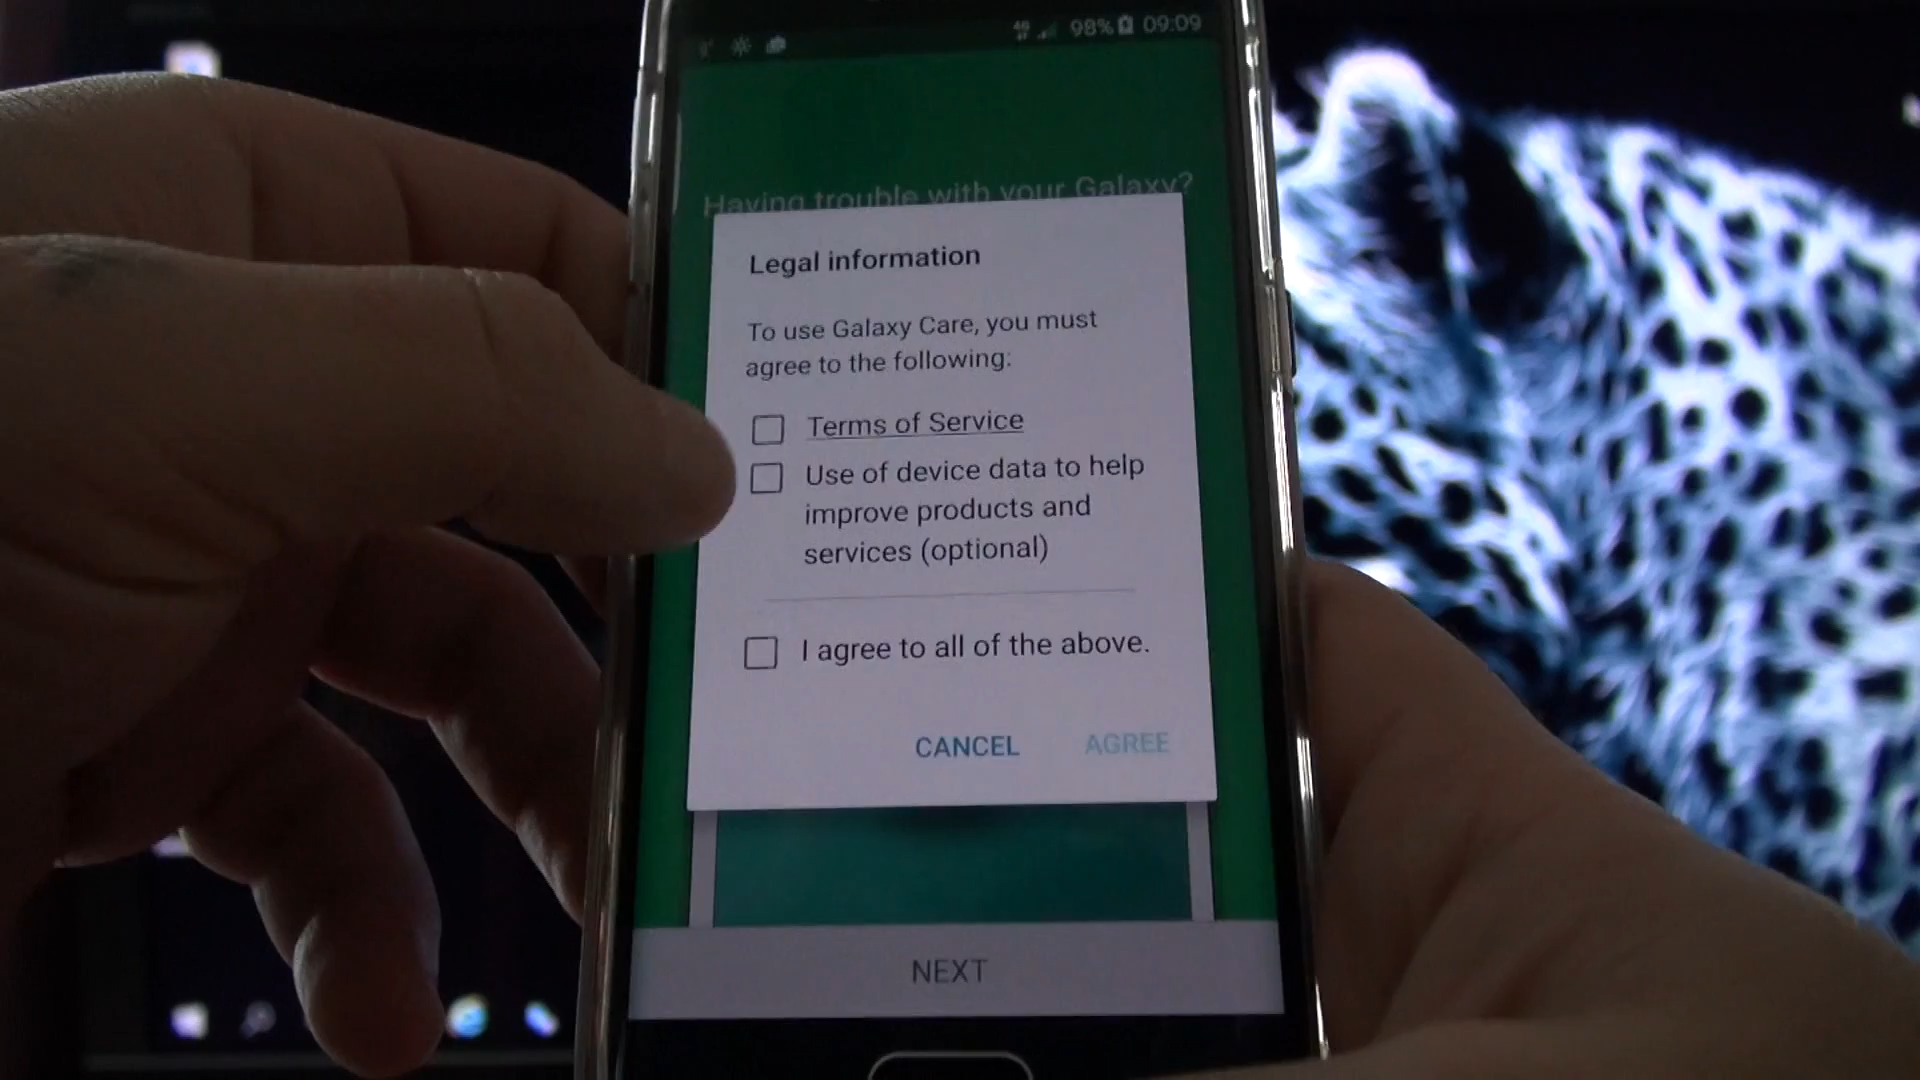 4G 98% 09:09
Having trouble with your Galaxy?
Legal information
To use Galaxy Care, you must
agree to the following:
Terms of Service
Use of device data to help
improve products and
services (optional)
I agree to all of the above.
CANCEL AGREE
NEXT